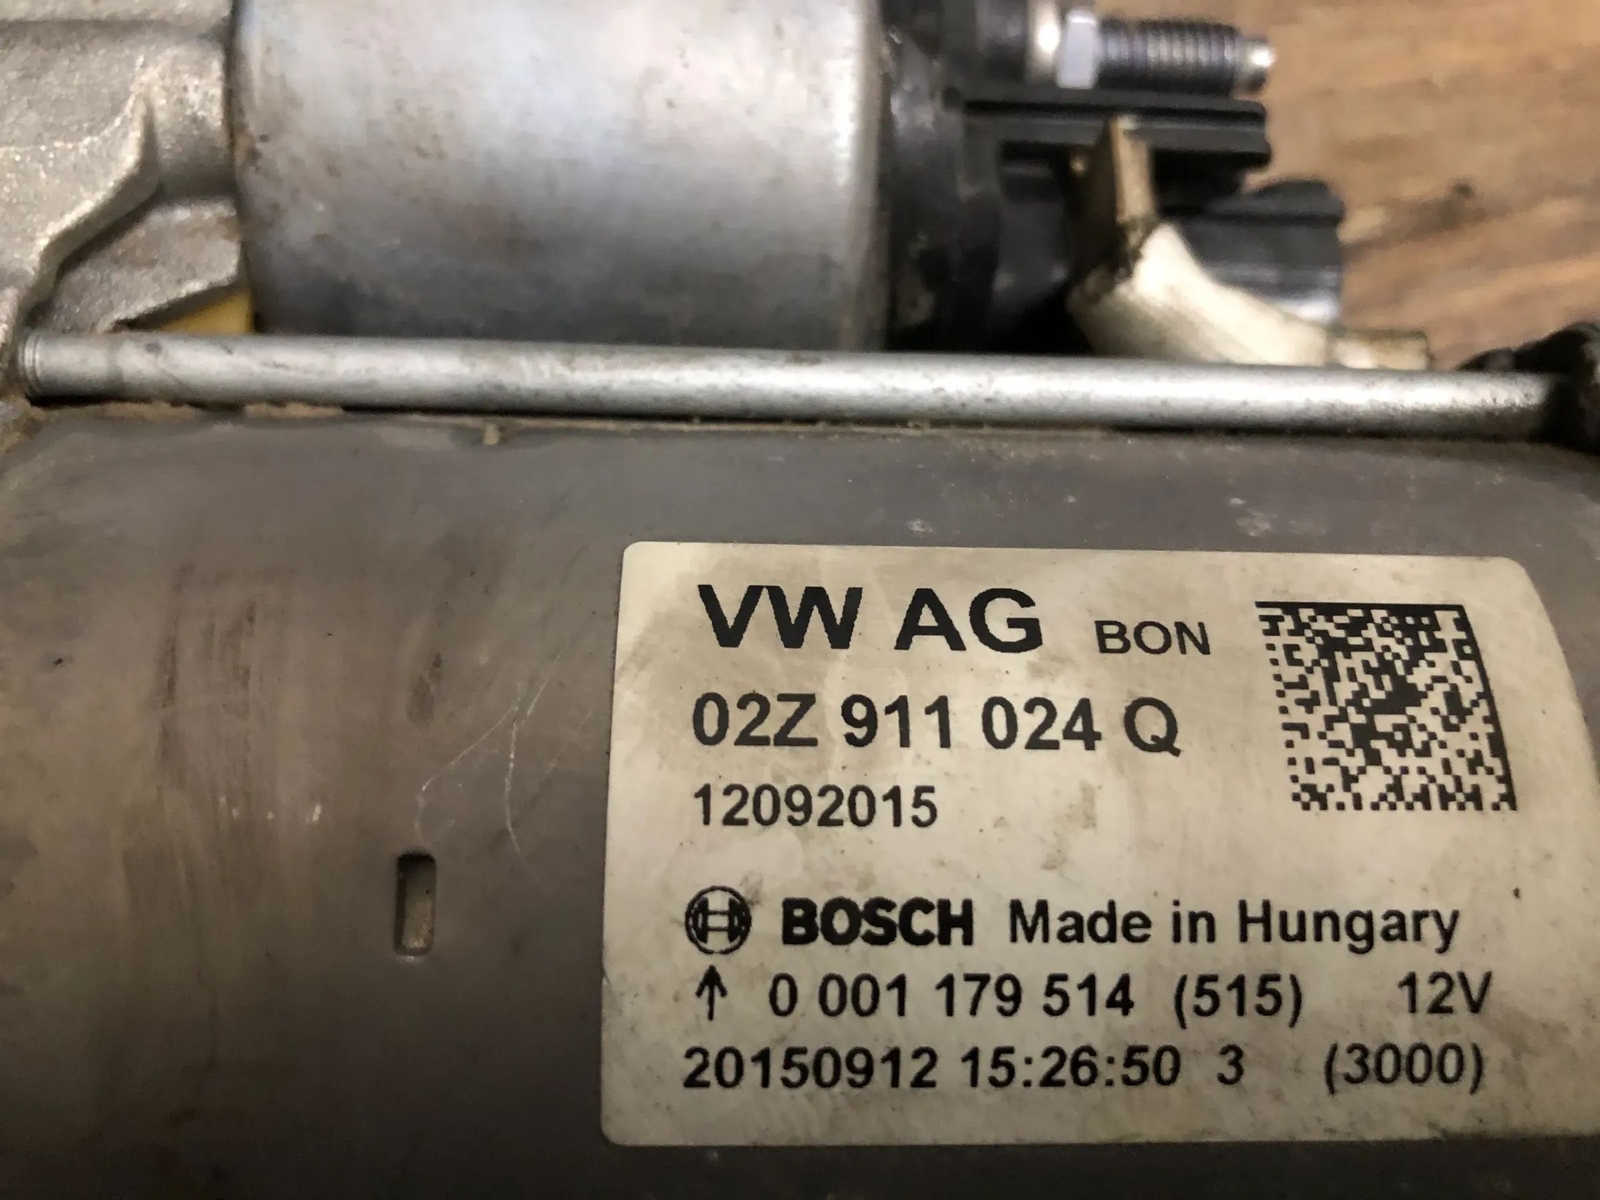 VW AG BON
02Z 911 024 Q
12092015
BOSCH Made in Hungary
↑ 0 001 179 514 (515) 12V
20150912 15:26:50 3 (3000)